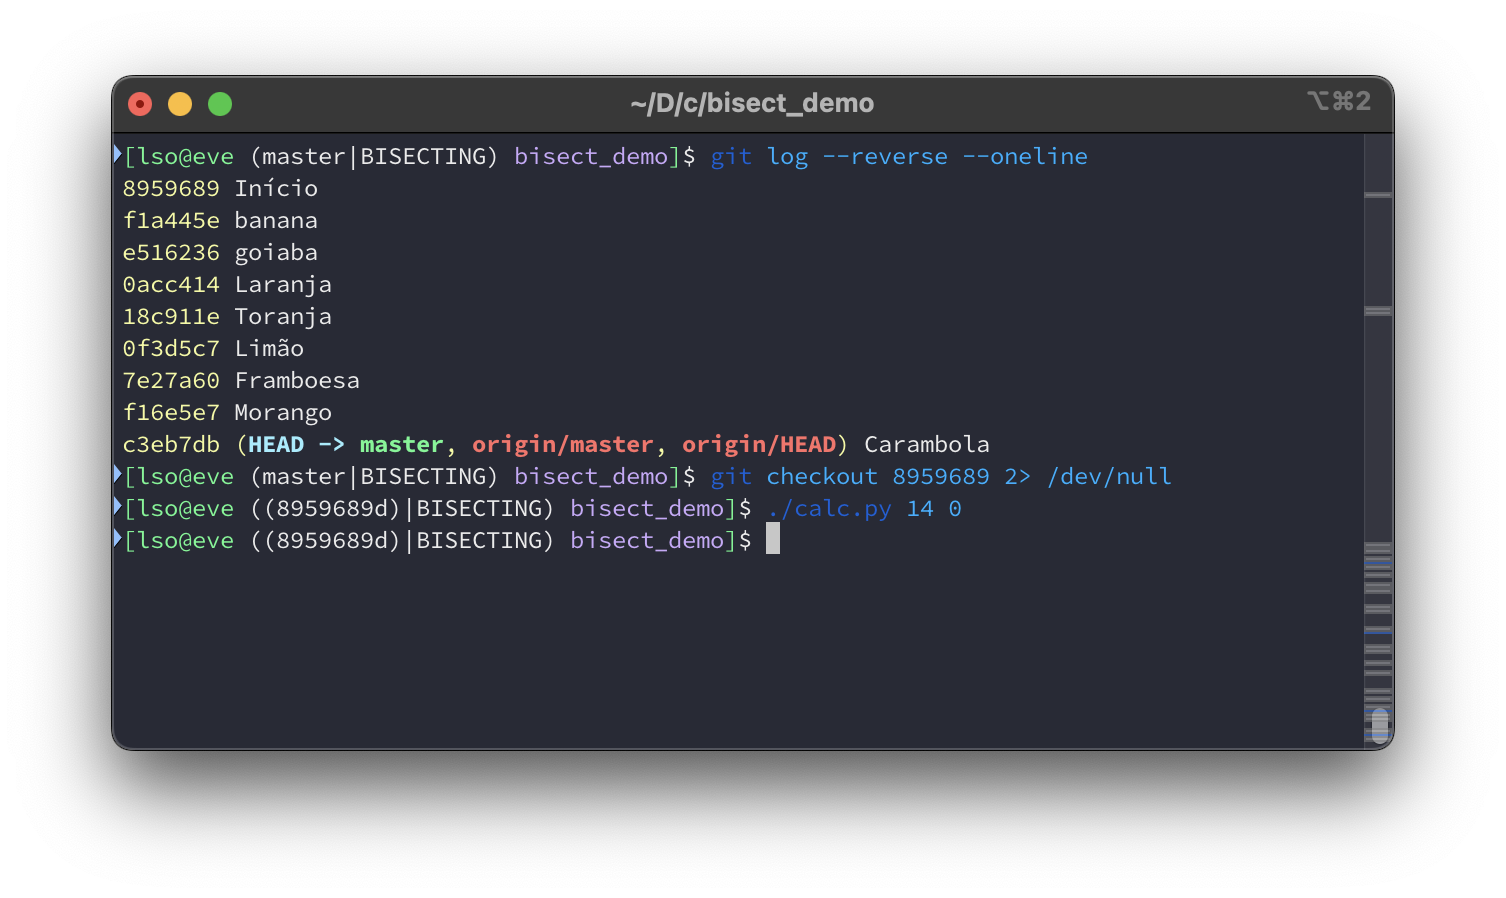 ~/D/c/bisect_demo
⌥⌘2
[lso@eve (master|BISECTING) bisect_demo]$ git log --reverse --oneline
8959689 Início
f1a445e banana
e516236 goiaba
0acc414 Laranja
18c911e Toranja
0f3d5c7 Limão
7e27a60 Framboesa
f16e5e7 Morango
c3eb7db (HEAD -> master, origin/master, origin/HEAD) Carambola
[lso@eve (master|BISECTING) bisect_demo]$ git checkout 8959689 2> /dev/null
[lso@eve ((8959689d)|BISECTING) bisect_demo]$ ./calc.py 14 0
[lso@eve ((8959689d)|BISECTING) bisect_demo]$